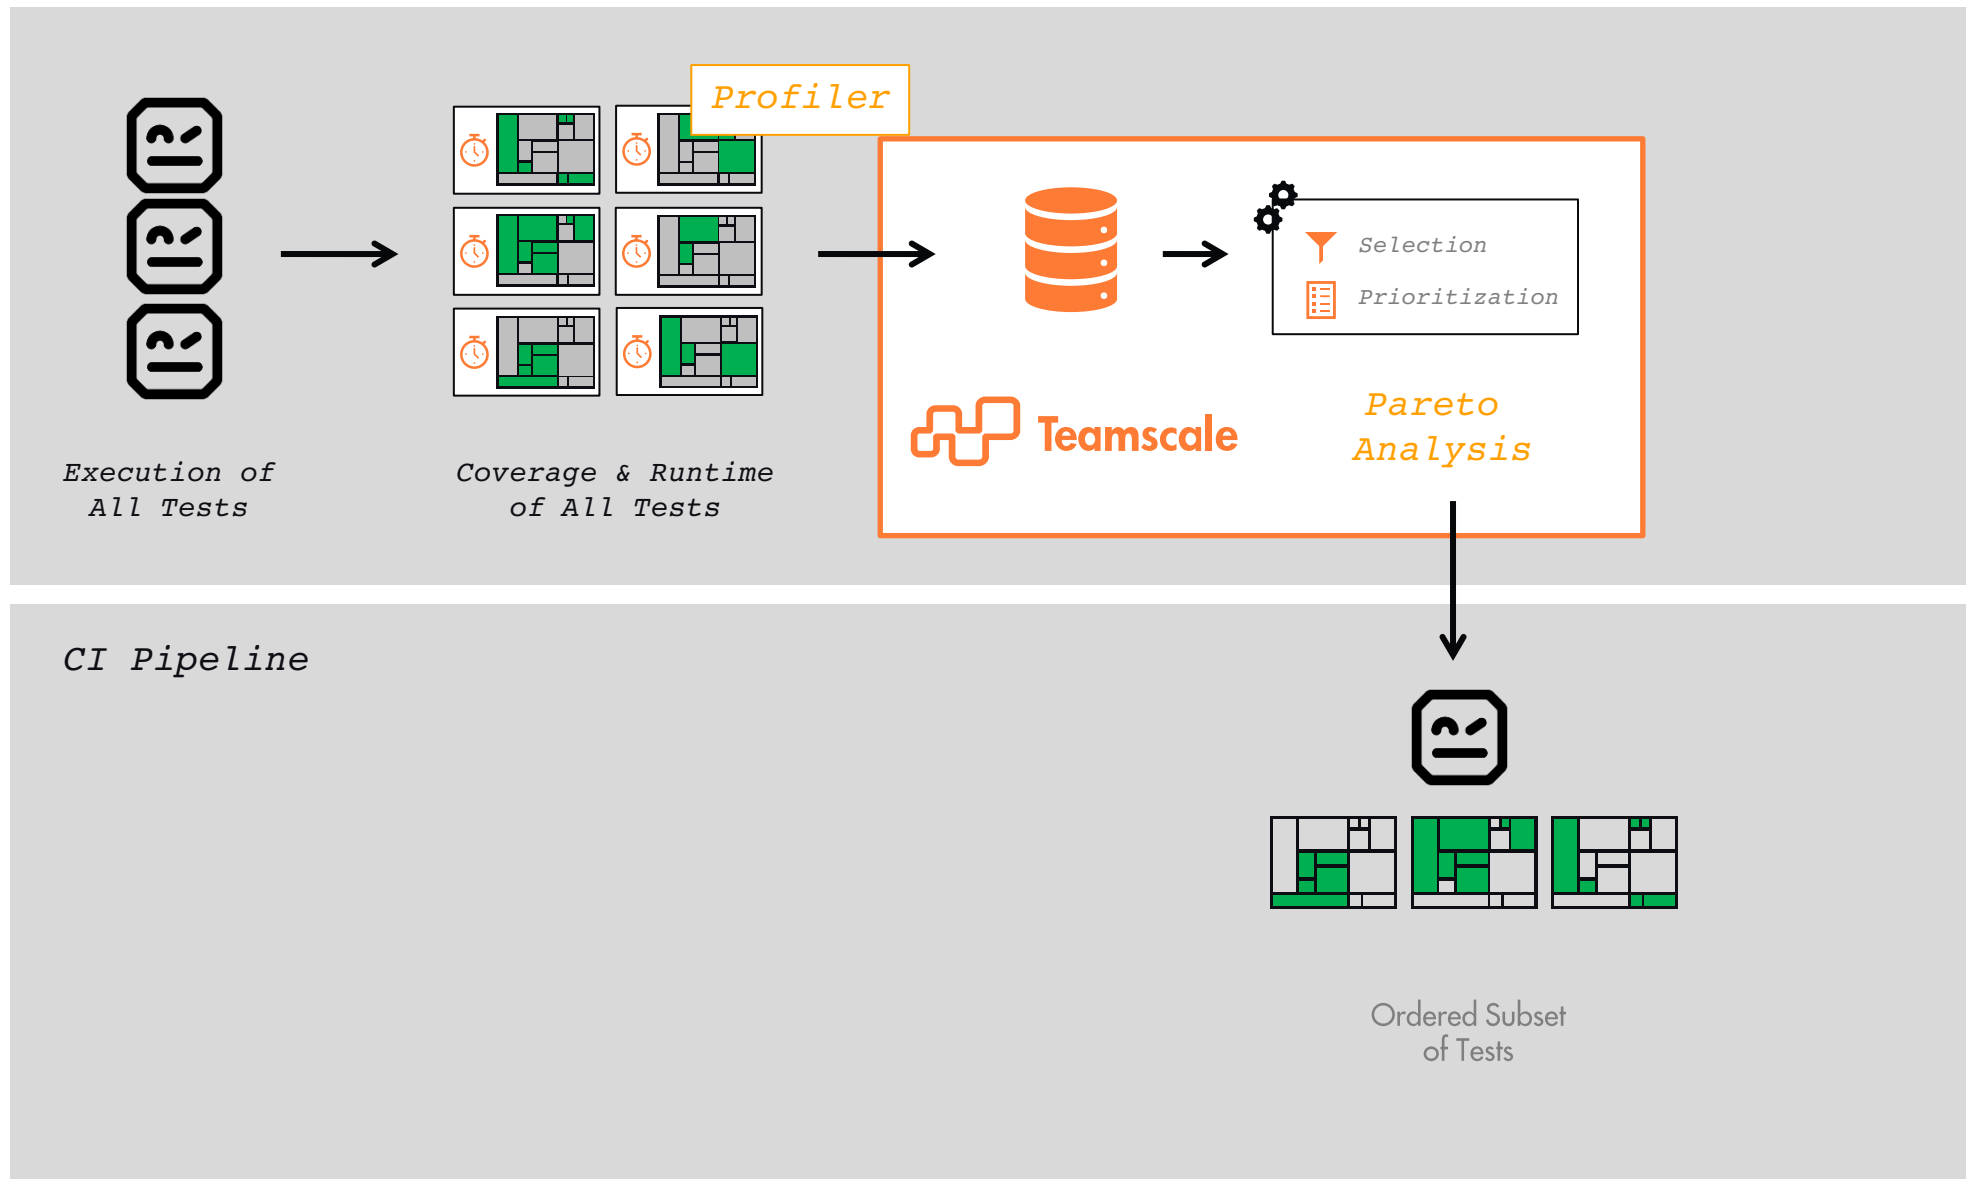 Profiler
Selection
Prioritization
Teamscale
Pareto
Analysis
Execution of
All Tests
Coverage & Runtime
of All Tests
CI Pipeline
Ordered Subset
of Tests